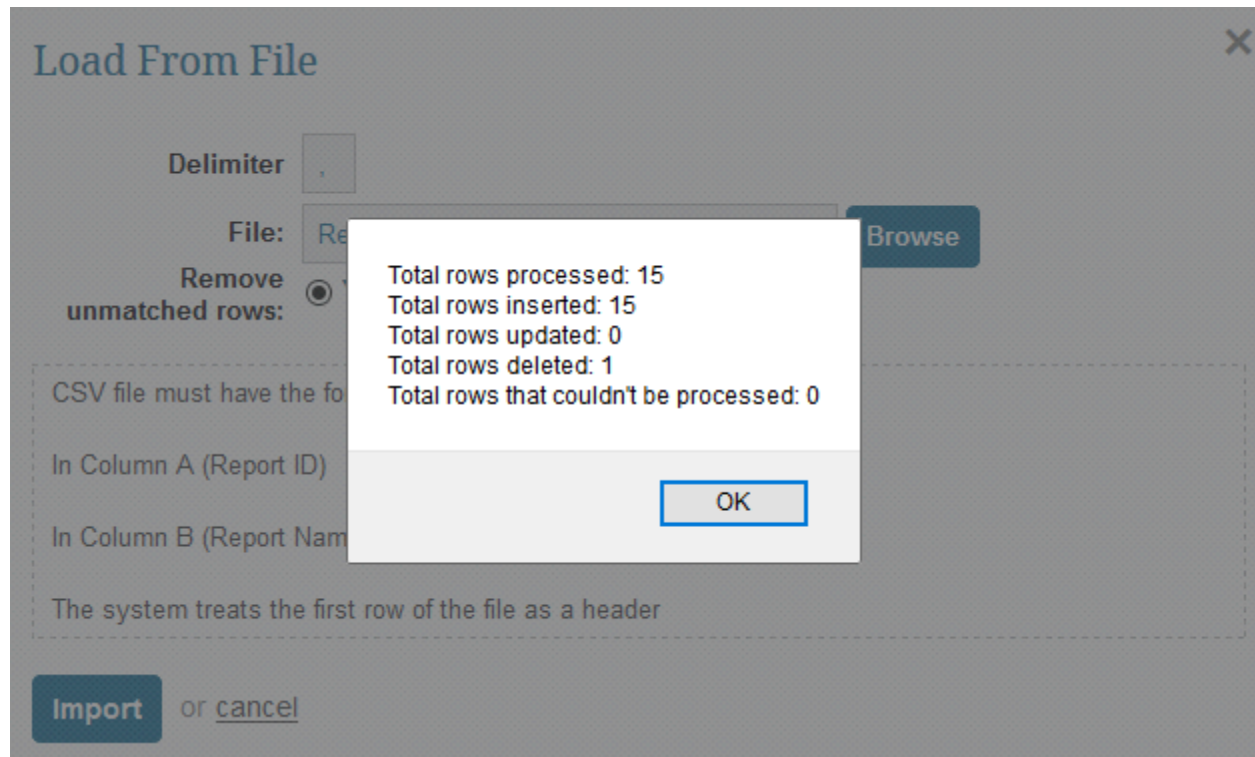 Load From File
Delimiter ,
File: Re Browse
Remove
unmatched rows:
Total rows processed: 15
Total rows inserted: 15
Total rows updated: 0
Total rows deleted: 1
Total rows that couldn't be processed: 0
OK
CSV file must have the fo
In Column A (Report ID)
In Column B (Report Nam
The system treats the first row of the file as a header
Import or cancel